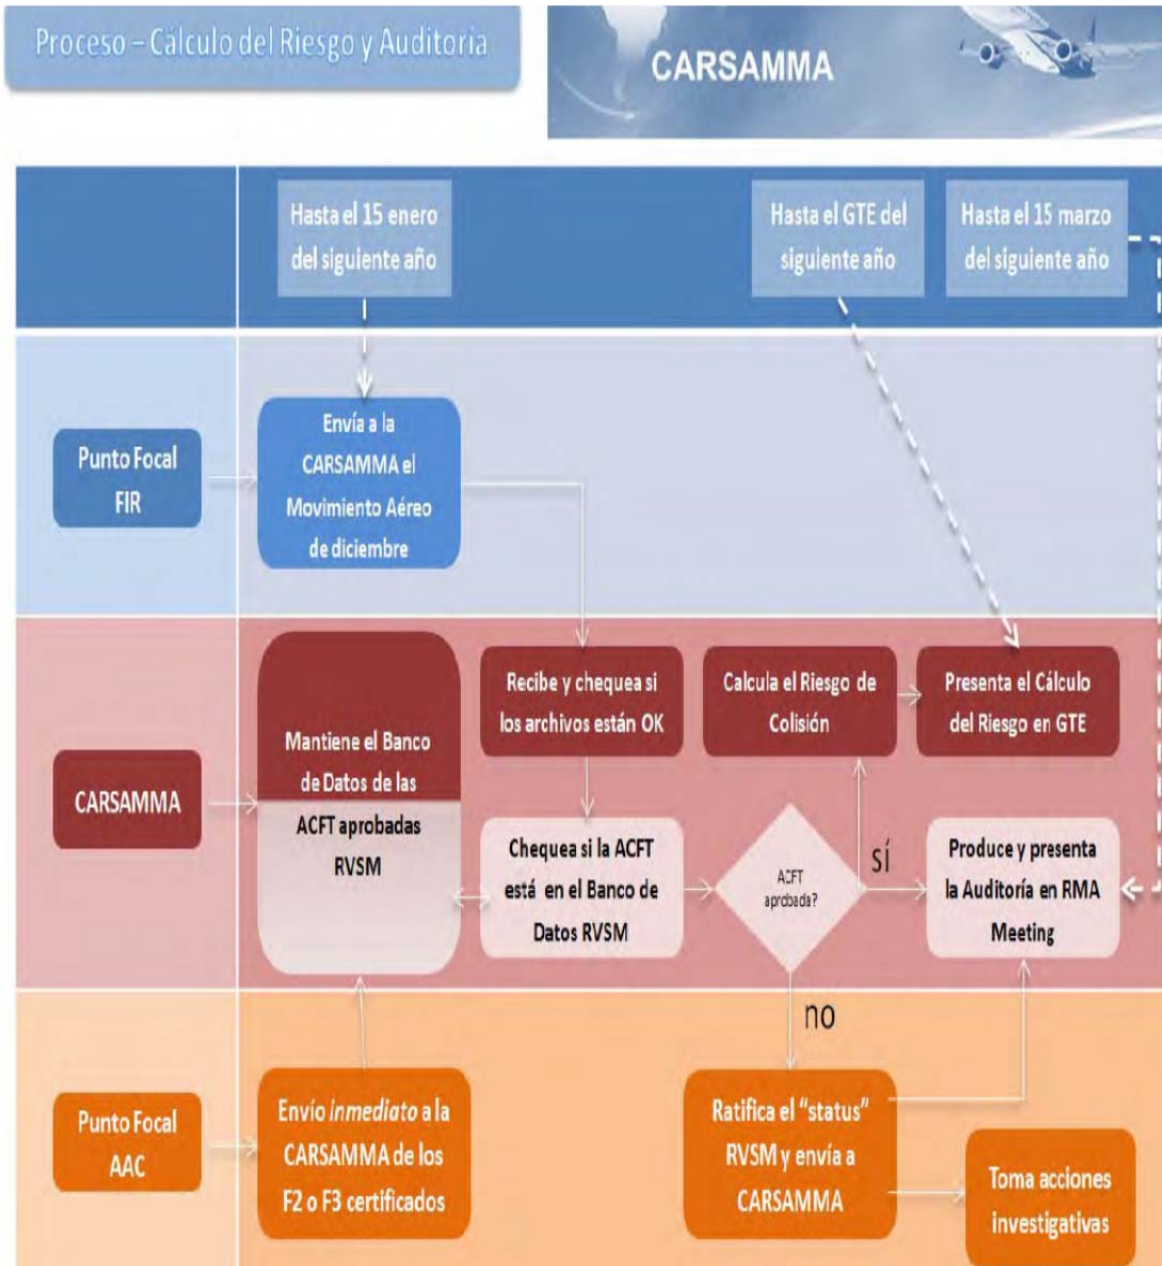 Proceso – Cálculo del Riesgo y Auditoria
CARSAMMA
Hasta el 15 enero
del siguiente año
Hasta el GTE del
siguiente año
Hasta el 15 marzo
del siguiente año
Punto Focal
FIR
Envía a la
CARSAMMA el
Movimiento Aéreo
de diciembre
CARSAMMA
Mantiene el Banco
de Datos de las
ACFT aprobadas
RVSM
Recibe y chequea si
los archivos están OK
Calcula el Riesgo de
Colisión
Presenta el Cálculo
del Riesgo en GTE
Chequea si la ACFT
está en el Banco de
Datos RVSM
ACFT
aprobada?
sí
Produce y presenta
la Auditoría en RMA
Meeting
no
Punto Focal
AAC
Envío inmediato a la
CARSAMMA de los
F2 o F3 certificados
Ratifica el "status"
RVSM y envía a
CARSAMMA
Toma acciones
investigativas